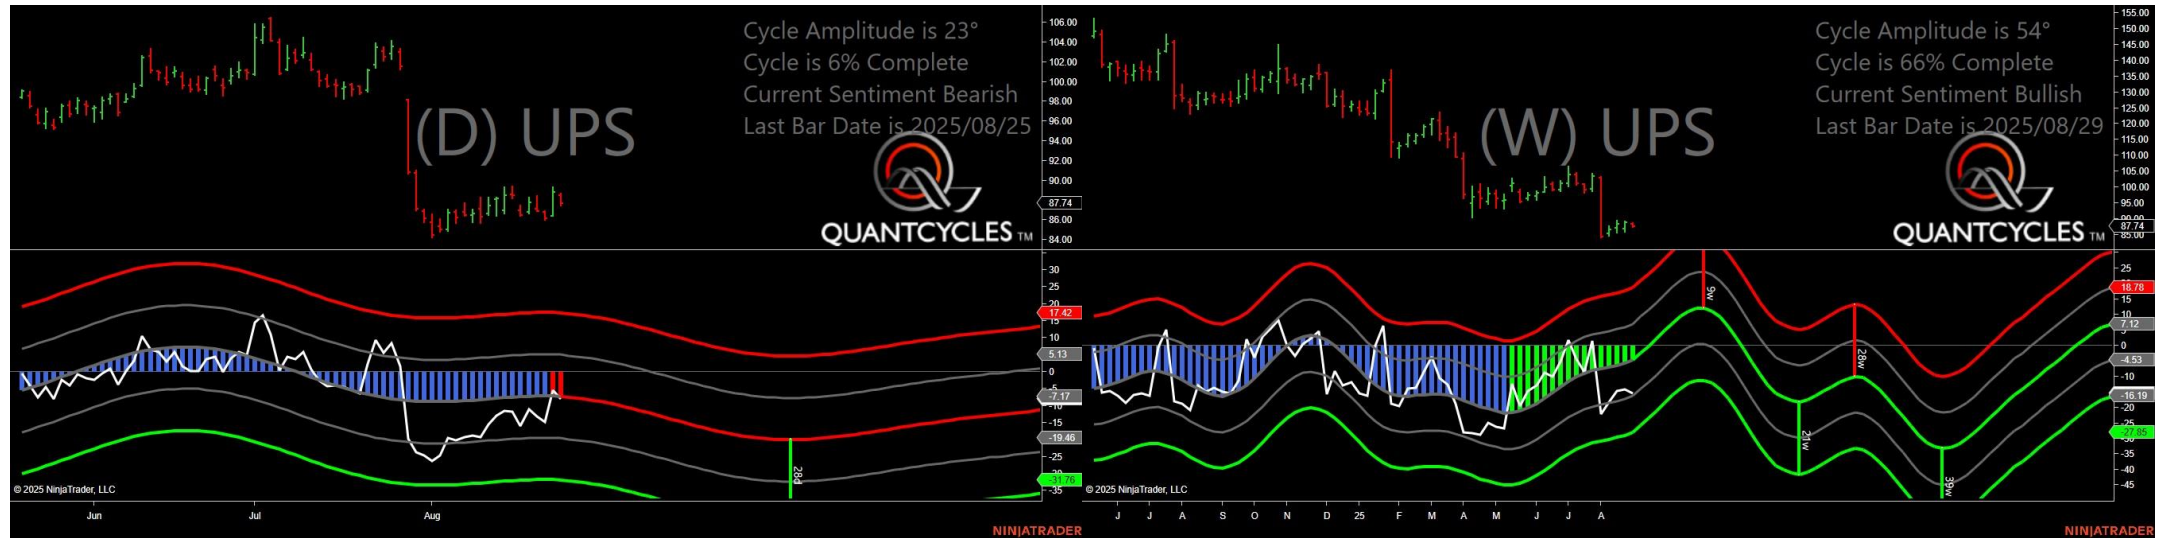 Cycle Amplitude is 23°
Cycle is 6% Complete
Current Sentiment Bearish
Last Bar Date is 2025/08/25
(D) UPS
QUANTCYCLES TM
106.00
104.00
102.00
100.00
98.00
96.00
94.00
92.00
90.00
87.74
86.00
84.00
30
25
20
17.42
15
10
5.13
0
-5
-7.17
-10
-15
-19.46
-25
-31.76
-35
28d
© 2025 NinjaTrader, LLC
Jun
Jul
Aug
NINJATRADER
Cycle Amplitude is 54°
Cycle is 66% Complete
Current Sentiment Bullish
Last Bar Date is 2025/08/29
(W) UPS
QUANTCYCLES TM
155.00
150.00
145.00
140.00
135.00
130.00
125.00
120.00
115.00
110.00
105.00
100.00
95.00
90.00
87.74
85.00
25
18.78
15
10
7.12
0
-4.53
-10
-16.19
-20
-27.85
-35
-40
-45
9w
21w
28w
39w
© 2025 NinjaTrader, LLC
J
J
A
S
O
N
D
25
F
M
A
M
J
J
A
NINJATRADER